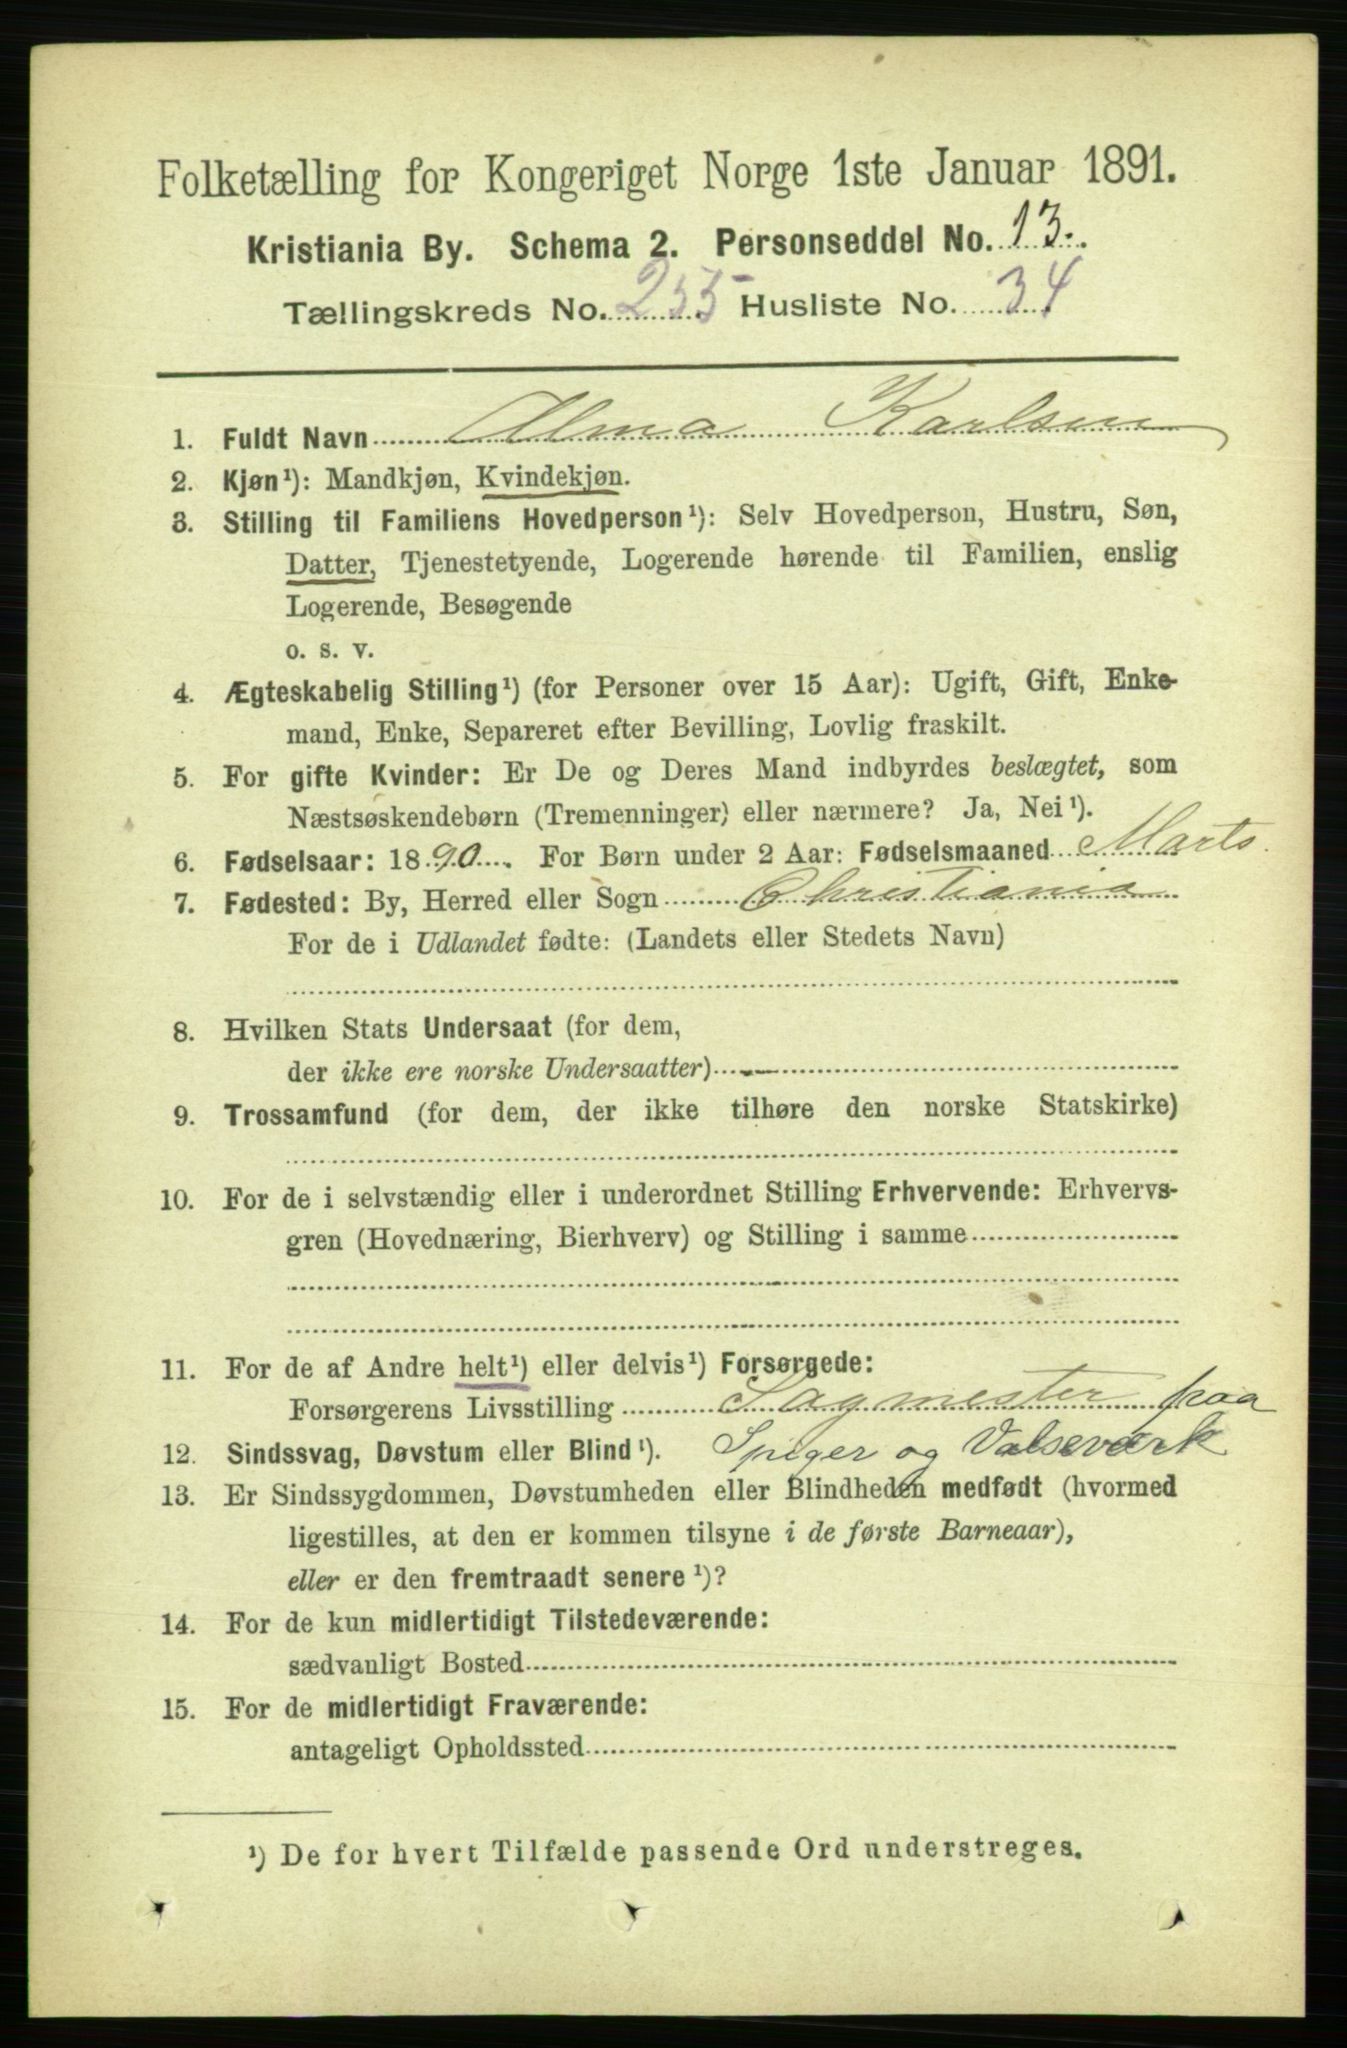 Folketælling for Kongeriget Norge 1ste Januar 1891.
Kristiania By. Schema 2. Personseddel No. 13.
Tællingskreds No. 255 Husliste No. 34
1. Fuldt Navn Alma Karlsen
2. Kjøn¹): Mandkjøn, Kvindekjøn.
3. Stilling til Familiens Hovedperson¹): Selv Hovedperson, Hustru, Søn,
Datter, Tjenestetyende, Logerende hørende til Familien, enslig
Logerende, Besøgende
o. s. v.
4. Ægteskabelig Stilling¹) (for Personer over 15 Aar): Ugift, Gift, Enke-
mand, Enke, Separeret efter Bevilling, Lovlig fraskilt.
5. For gifte Kvinder: Er De og Deres Mand indbyrdes beslægtet, som
Næstsøskendebørn (Tremenninger) eller nærmere? Ja, Nei¹).
6. Fødselsaar: 1890. For Børn under 2 Aar: Fødselsmaaned Marts.
7. Fødested: By, Herred eller Sogn Christiania
For de i Udlandet fødte: (Landets eller Stedets Navn)
8. Hvilken Stats Undersaat (for dem,
der ikke ere norske Undersaatter)
9. Trossamfund (for dem, der ikke tilhøre den norske Statskirke)
10. For de i selvstændig eller i underordnet Stilling Erhvervende: Erhvervs-
gren (Hovednæring, Bierhverv) og Stilling i samme
11. For de af Andre helt¹) eller delvis¹) Forsørgede:
Forsørgerens Livsstilling Sagmester paa
12. Sindssvag, Døvstum eller Blind¹). Spiger og Valseværk
13. Er Sindssygdommen, Døvstumheden eller Blindheden medfødt (hvormed
ligestilles, at den er kommen tilsyne i de første Barneaar),
eller er den fremtraadt senere¹)?
14. For de kun midlertidigt Tilstedeværende:
sædvanligt Bosted
15. For de midlertidigt Fraværende:
antageligt Opholdssted
¹) De for hvert Tilfælde passende Ord understreges.